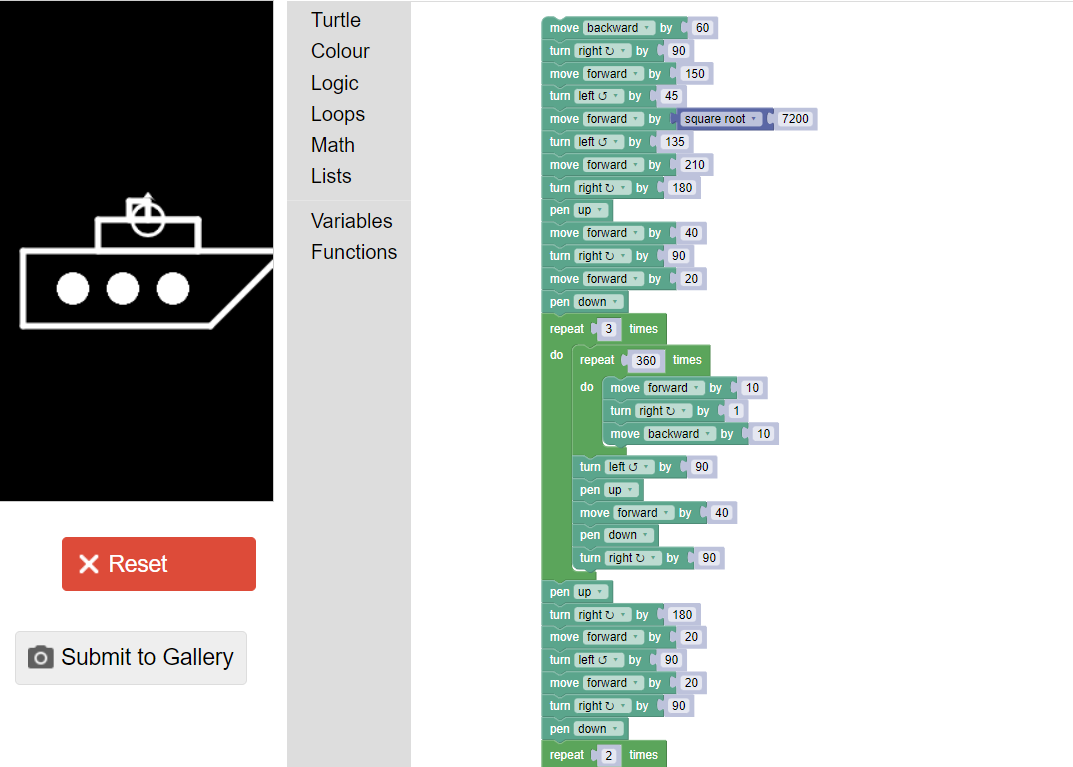 Turtle
Colour
Logic
Loops
Math
Lists
Variables
Functions
Reset
Submit to Gallery
move backward by 60
turn right ↻ by 90
move forward by 150
turn left ↺ by 45
move forward by square root 7200
turn left ↺ by 135
move forward by 210
turn right ↻ by 180
pen up
move forward by 40
turn right ↻ by 90
move forward by 20
pen down
repeat 3 times
do repeat 360 times
do move forward by 10
turn right ↻ by 1
move backward by 10
turn left ↺ by 90
pen up
move forward by 40
pen down
turn right ↻ by 90
pen up
turn right ↻ by 180
move forward by 20
turn left ↺ by 90
move forward by 20
turn right ↻ by 90
pen down
repeat 2 times